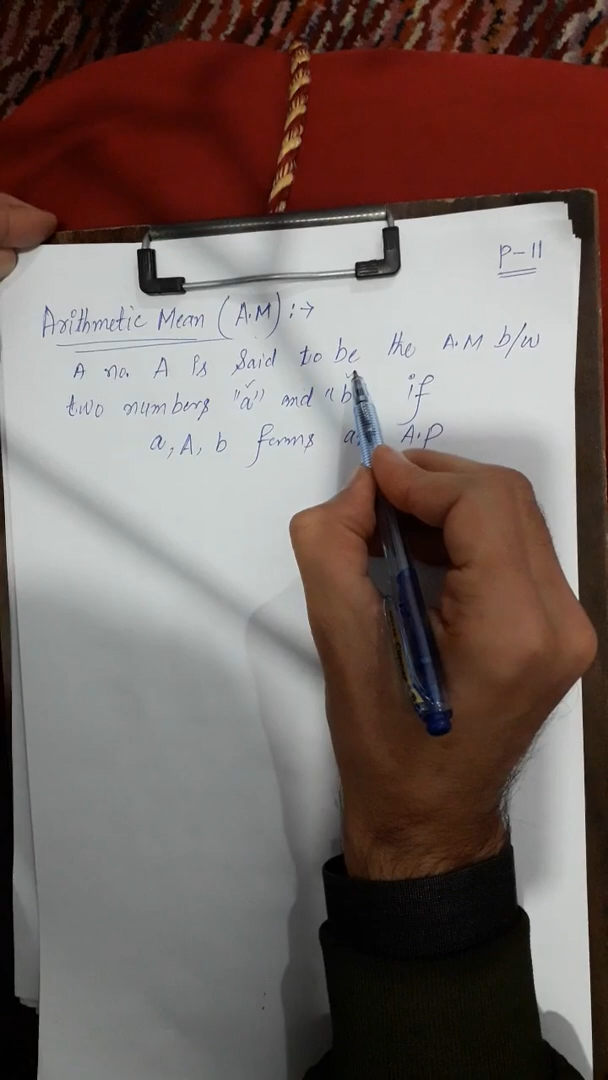 P-11
Arithmetic Mean (A.M) :→
A no. A is said to be the A.M b/w
two numbers "a" and "b if
a, A, b forms A.P